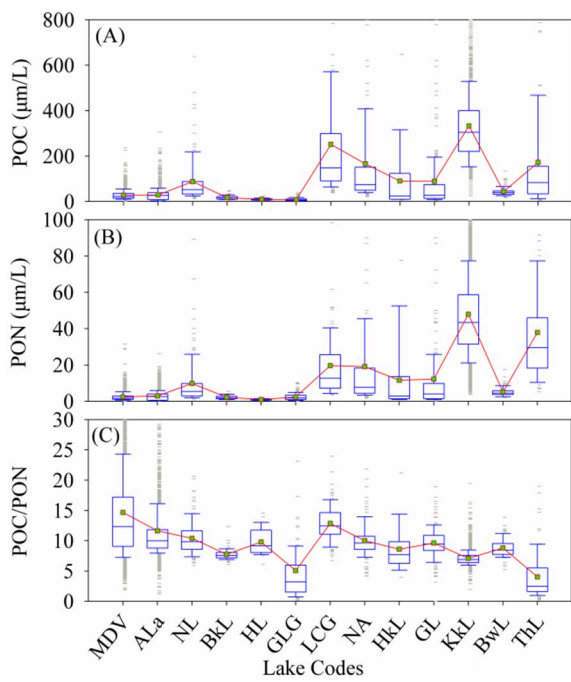 (A)
POC (μm/L)
800
600
400
200
0
(B)
PON (μm/L)
100
80
60
40
20
0
(C)
POC/PON
30
25
20
15
10
5
0
MDV ALa NL BkL HL GLG LCG NA HkL GL KkL BwL ThL
Lake Codes